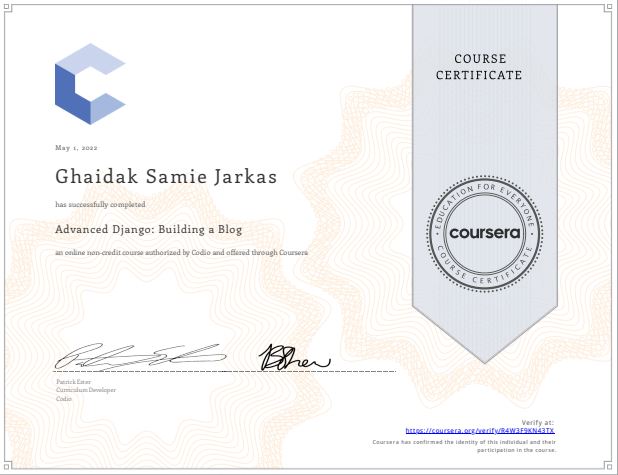 COURSE
CERTIFICATE
May 1, 2022
Ghaidak Samie Jarkas
has successfully completed
Advanced Django: Building a Blog
an online non-credit course authorized by Codio and offered through Coursera
EDUCATION FOR EVERYONE
coursera
COURSE CERTIFICATE
Patrick Ester
Curriculum Developer
Codio
Verify at:
https://coursera.org/verify/R4W3F9KN43TX
Coursera has confirmed the identity of this individual and their
participation in the course.